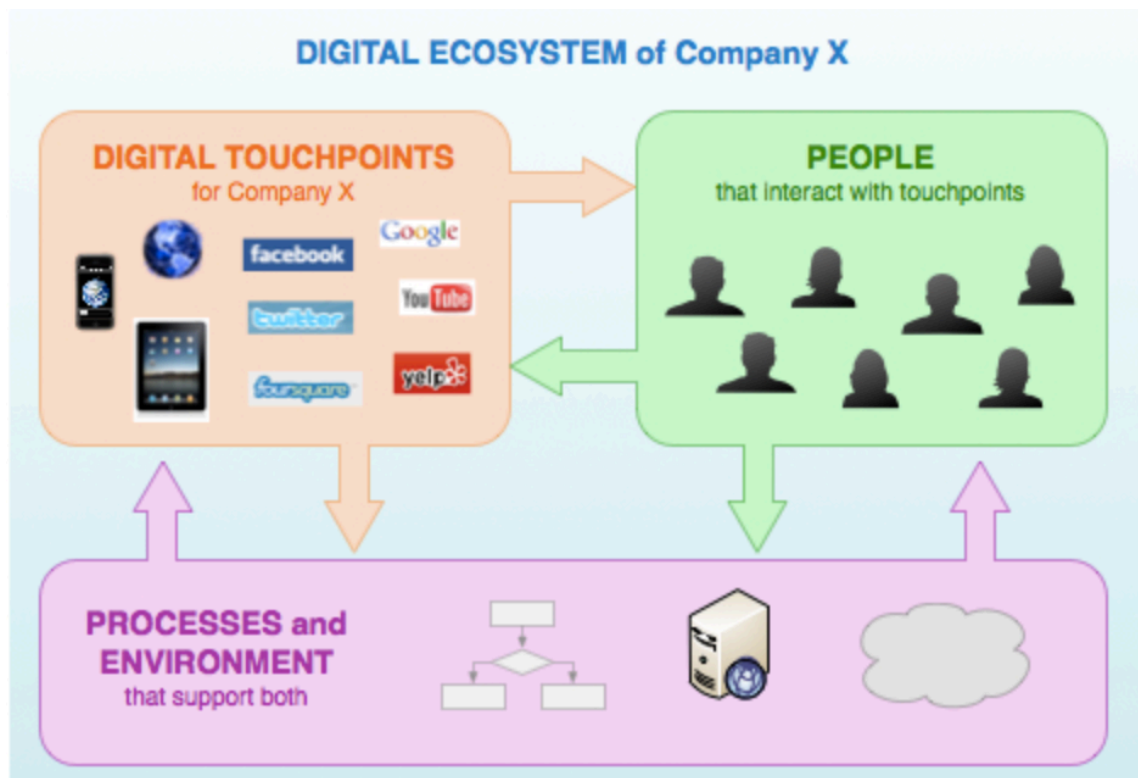 DIGITAL ECOSYSTEM of Company X
DIGITAL TOUCHPOINTS
for Company X
Google
facebook
YouTube
twitter
yelp
foursquare
PEOPLE
that interact with touchpoints
PROCESSES and
ENVIRONMENT
that support both